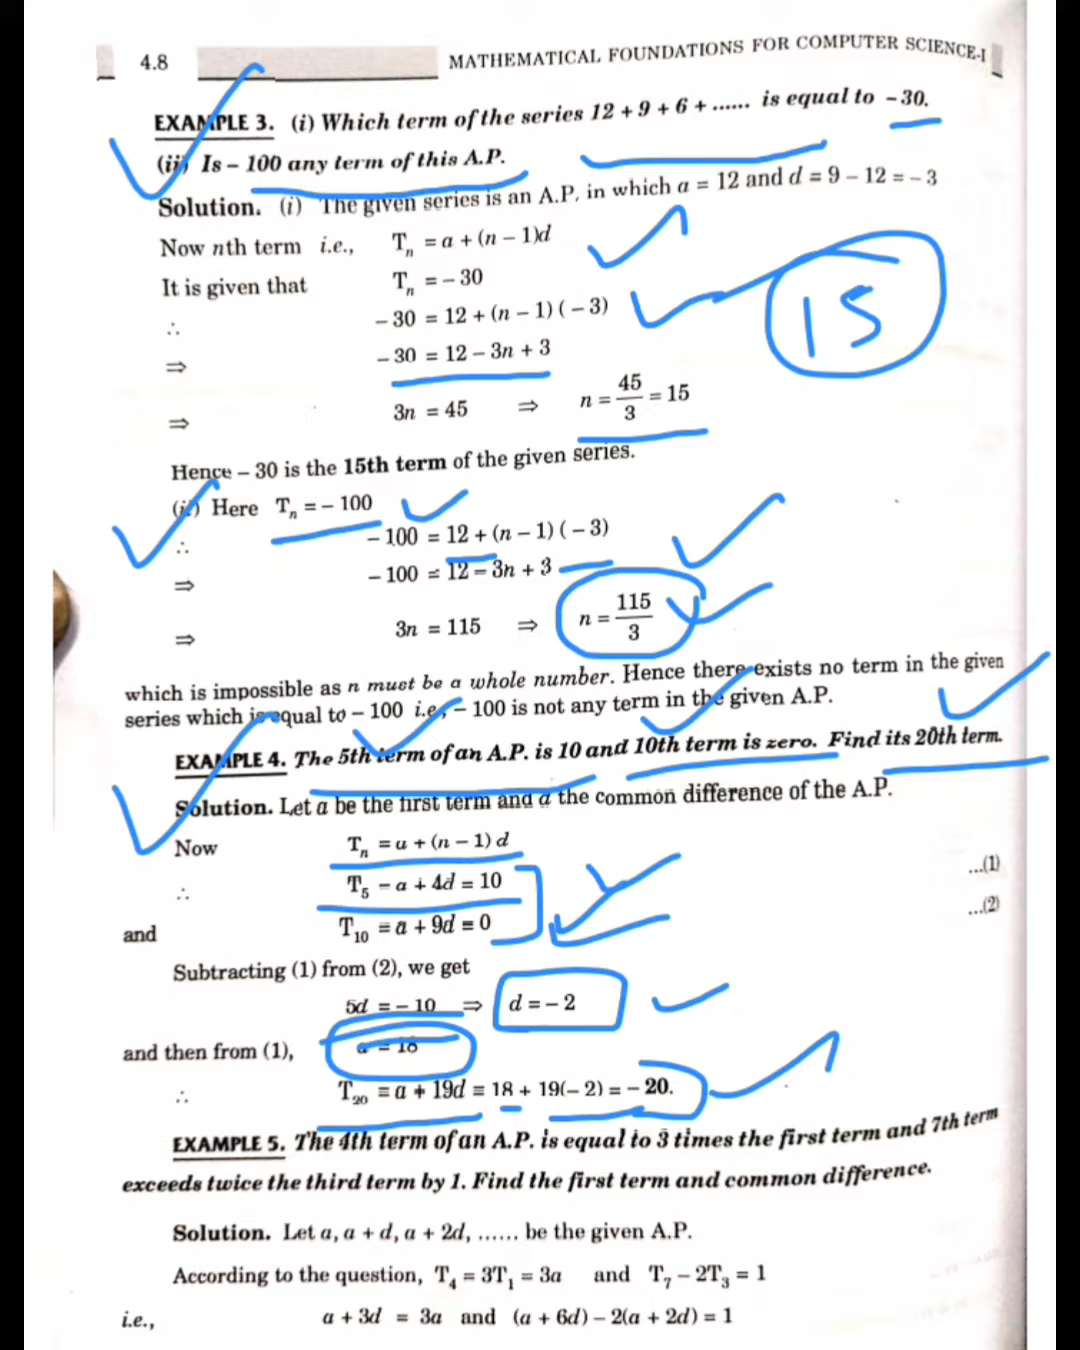 4.8 MATHEMATICAL FOUNDATIONS FOR COMPUTER SCIENCE-I
EXAMPLE 3. (i) Which term of the series 12 + 9 + 6 + ...... is equal to – 30.
(ii) Is – 100 any term of this A.P.
Solution. (i) The given series is an A.P. in which a = 12 and d = 9 – 12 = – 3
Now nth term i.e., Tₙ = a + (n – 1)d
It is given that Tₙ = – 30
∴ – 30 = 12 + (n – 1) ( – 3)
15
⇒ – 30 = 12 – 3n + 3
⇒ 3n = 45 ⇒ n = 45/3 = 15
Hence – 30 is the 15th term of the given series.
(ii) Here Tₙ = – 100
∴ – 100 = 12 + (n – 1) ( – 3)
⇒ – 100 = 12 – 3n + 3
⇒ 3n = 115 ⇒ n = 115/3
which is impossible as n must be a whole number. Hence there exists no term in the given
series which is equal to – 100 i.e., – 100 is not any term in the given A.P.
EXAMPLE 4. The 5th term of an A.P. is 10 and 10th term is zero. Find its 20th term.
Solution. Let a be the first term and d the common difference of the A.P.
Now Tₙ = a + (n – 1) d
∴ T₅ = a + 4d = 10 ...(1)
and T₁₀ = a + 9d = 0 ...(2)
Subtracting (1) from (2), we get
5d = – 10 ⇒ d = – 2
and then from (1), a = 18
∴ T₂₀ = a + 19d = 18 + 19(– 2) = – 20.
EXAMPLE 5. The 4th term of an A.P. is equal to 3 times the first term and 7th term
exceeds twice the third term by 1. Find the first term and common difference.
Solution. Let a, a + d, a + 2d, ...... be the given A.P.
According to the question, T₄ = 3T₁ = 3a and T₇ – 2T₃ = 1
i.e., a + 3d = 3a and (a + 6d) – 2(a + 2d) = 1